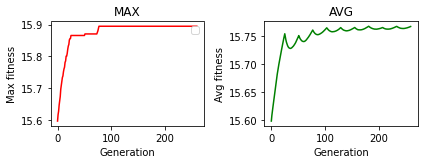 MAX
15.9
15.8
15.7
15.6
Max fitness
0
100
200
Generation
AVG
15.75
15.70
15.65
15.60
Avg fitness
0
100
200
Generation